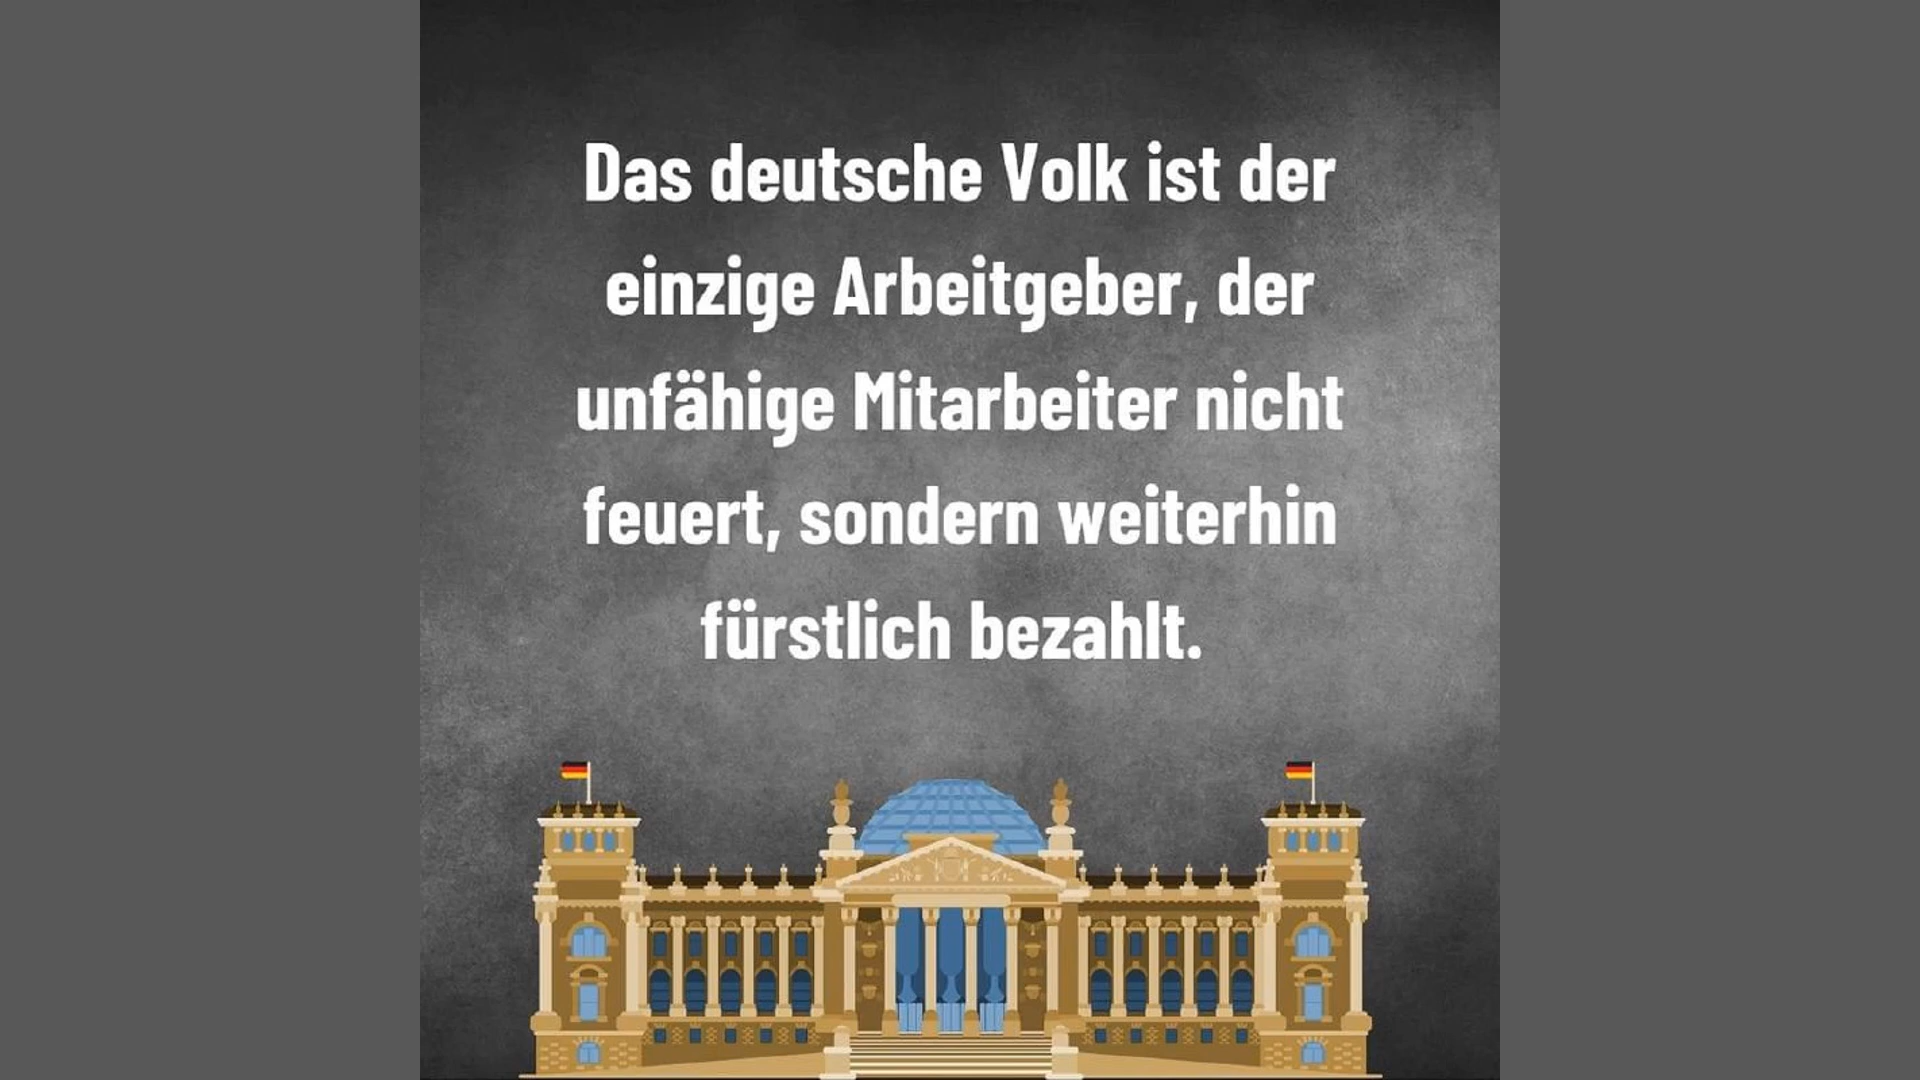 Das deutsche Volk ist der
einzige Arbeitgeber, der
unfähige Mitarbeiter nicht
feuert, sondern weiterhin
fürstlich bezahlt.